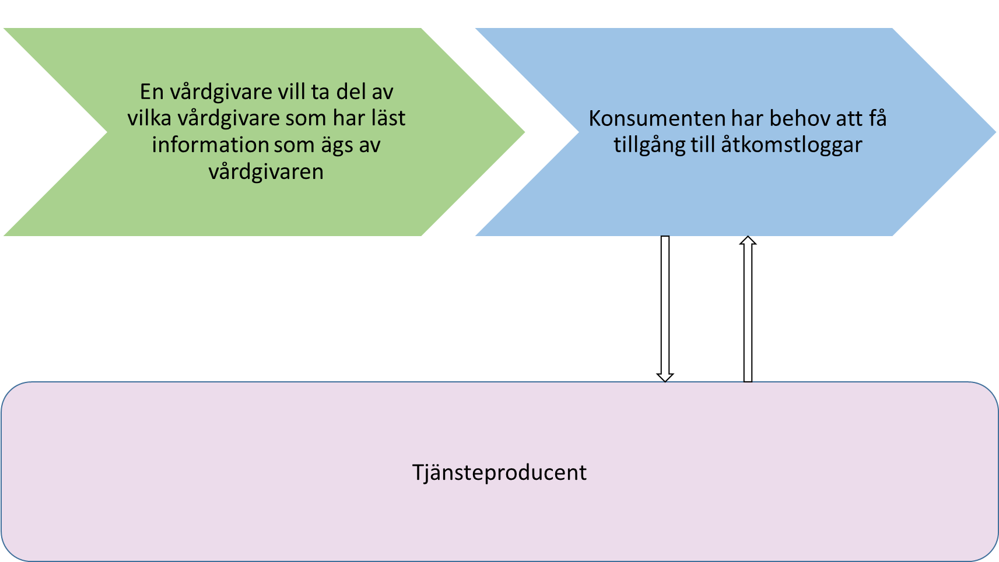 En vårdgivare vill ta del av
vilka vårdgivare som har läst
information som ägs av
vårdgivaren
Konsumenten har behov att få
tillgång till åtkomstloggar
Tjänsteproducent